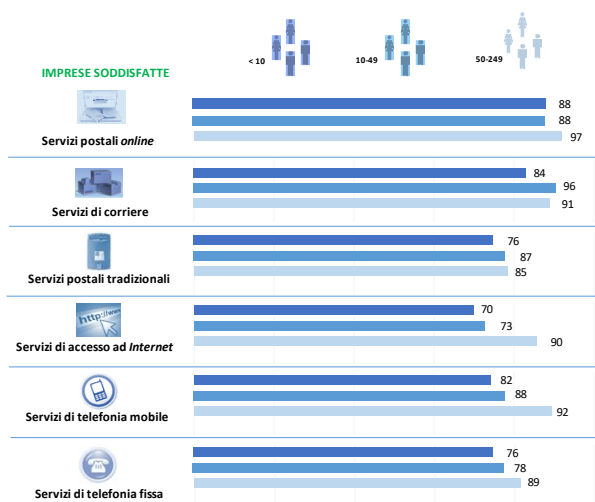 < 10
10-49
50-249
IMPRESE SODDISFATTE
88
88
97
Servizi postali online
84
96
91
Servizi di corriere
76
87
85
Servizi postali tradizionali
http://www
70
73
90
Servizi di accesso ad Internet
82
88
92
Servizi di telefonia mobile
76
78
89
Servizi di telefonia fissa